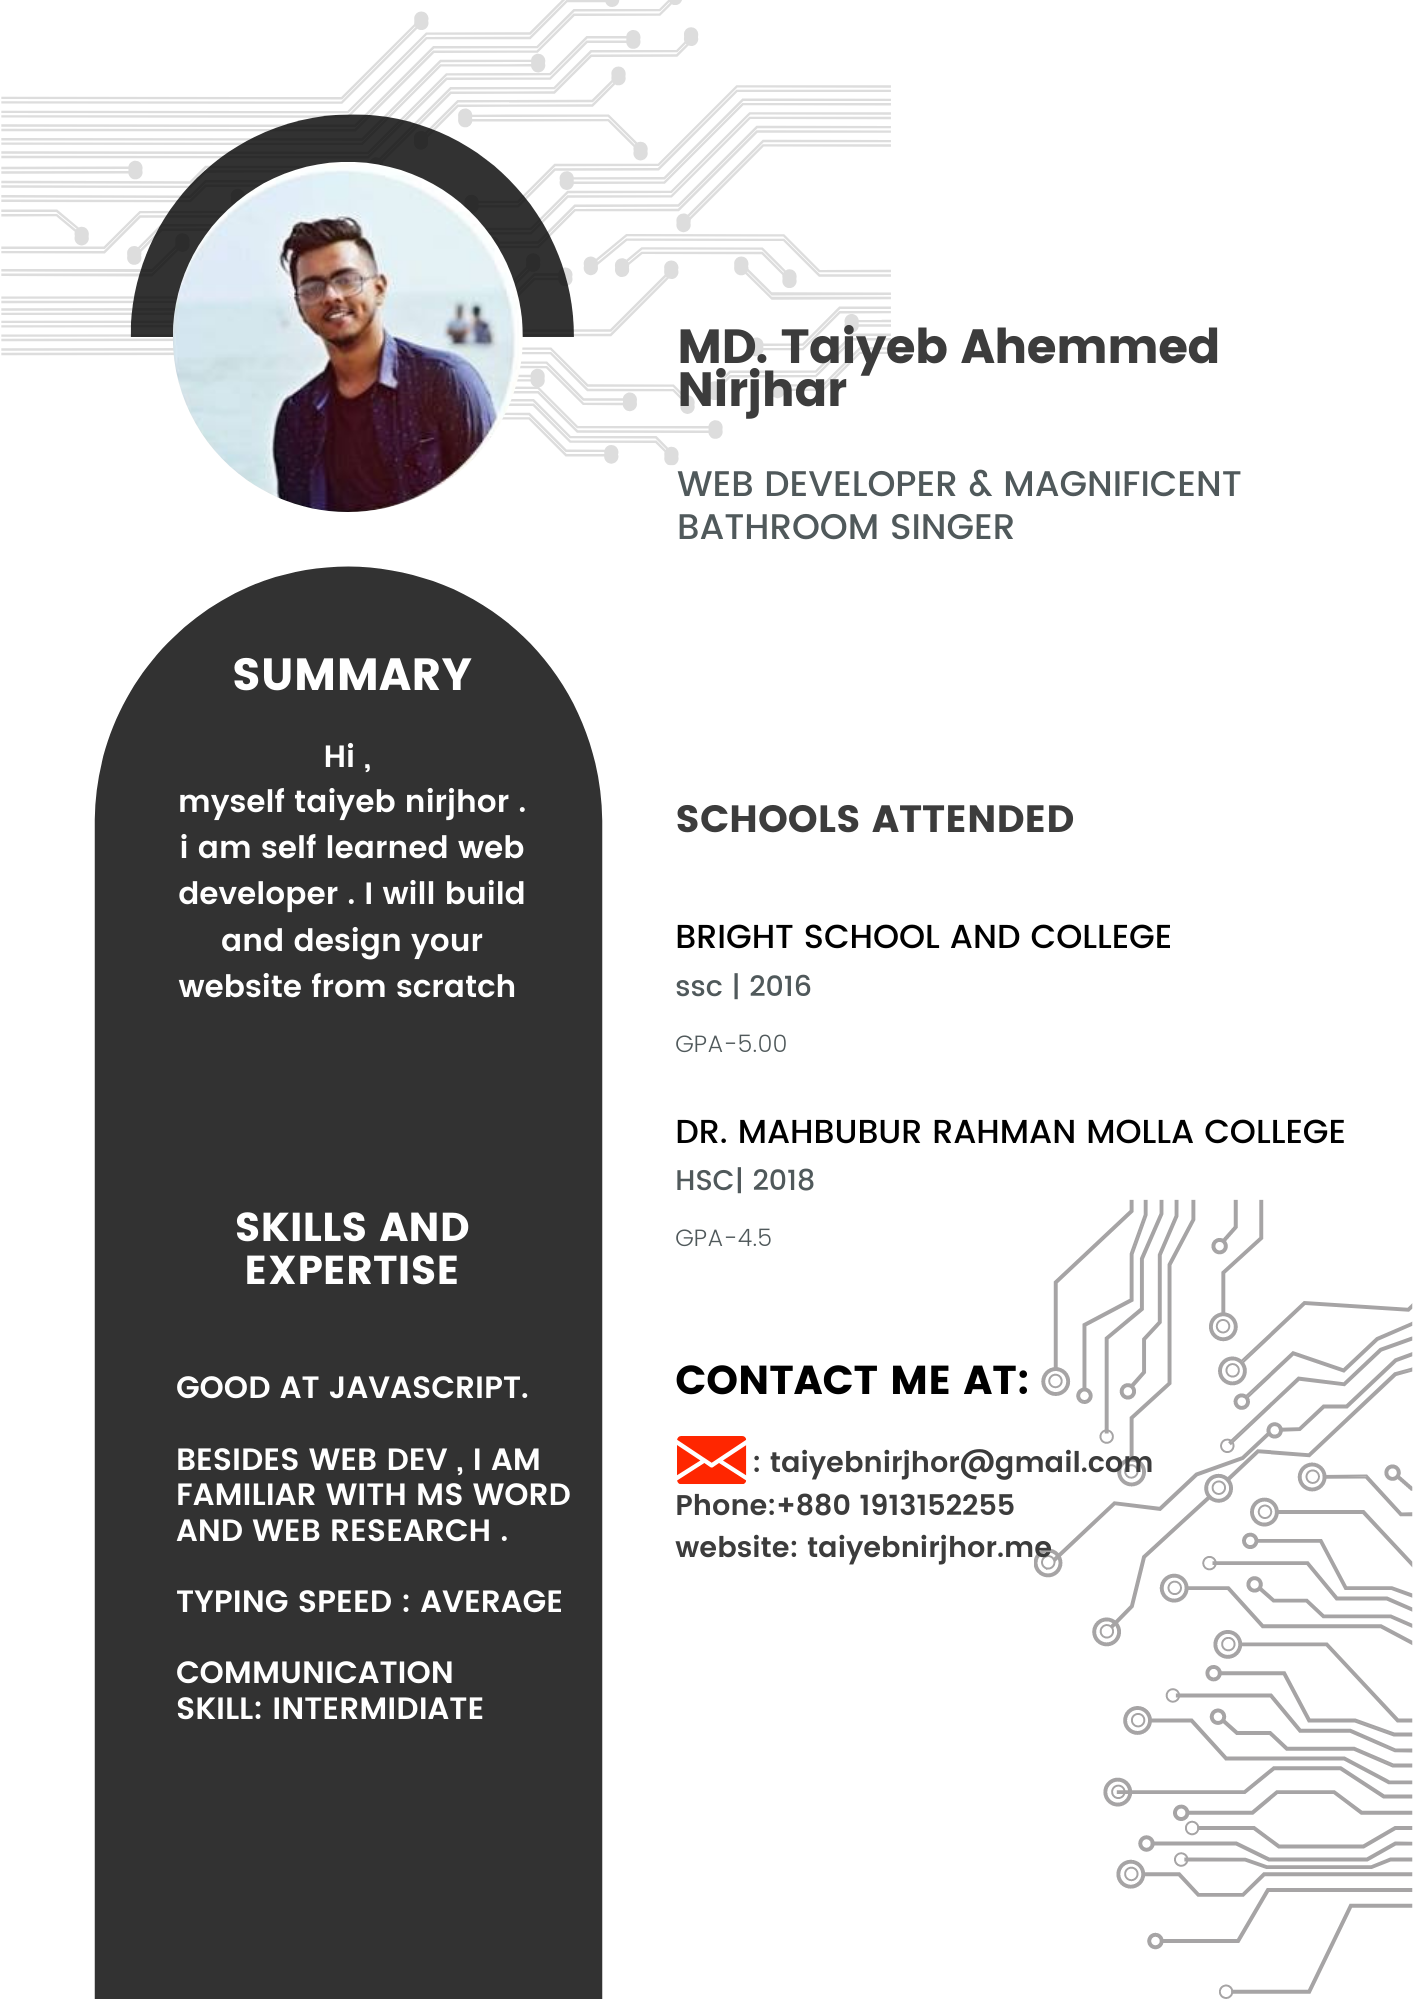 MD. Taiyeb Ahemmed
Nirjhar
WEB DEVELOPER & MAGNIFICENT
BATHROOM SINGER
SUMMARY
Hi ,
myself taiyeb nirjhor .
i am self learned web
developer . I will build
and design your
website from scratch
SKILLS AND
EXPERTISE
GOOD AT JAVASCRIPT.
BESIDES WEB DEV , I AM
FAMILIAR WITH MS WORD
AND WEB RESEARCH .
TYPING SPEED : AVERAGE
COMMUNICATION
SKILL: INTERMIDIATE
SCHOOLS ATTENDED
BRIGHT SCHOOL AND COLLEGE
ssc | 2016
GPA-5.00
DR. MAHBUBUR RAHMAN MOLLA COLLEGE
HSC| 2018
GPA-4.5
CONTACT ME AT:
: taiyebnirjhor@gmail.com
Phone:+880 1913152255
website: taiyebnirjhor.me